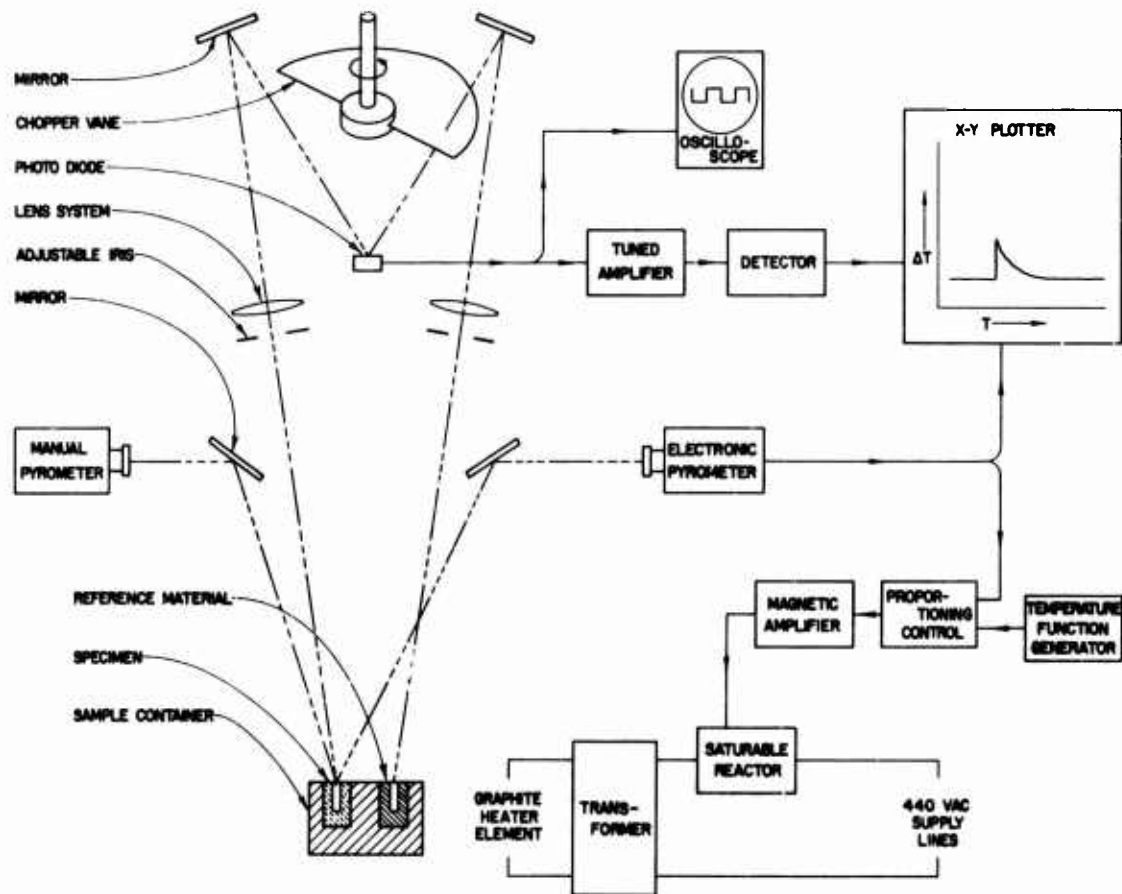 MIRROR
CHOPPER VANE
PHOTO DIODE
LENS SYSTEM
ADJUSTABLE IRIS
MIRROR
OSCILLO-
SCOPE
X-Y PLOTTER
ΔT
T
TUNED
AMPLIFIER
DETECTOR
MANUAL
PYROMETER
ELECTRONIC
PYROMETER
REFERENCE MATERIAL
SPECIMEN
SAMPLE CONTAINER
MAGNETIC
AMPLIFIER
PROPOR-
TIONING
CONTROL
TEMPERATURE
FUNCTION
GENERATOR
SATURABLE
REACTOR
GRAPHITE
HEATER
ELEMENT
TRANS-
FORMER
440 VAC
SUPPLY
LINES